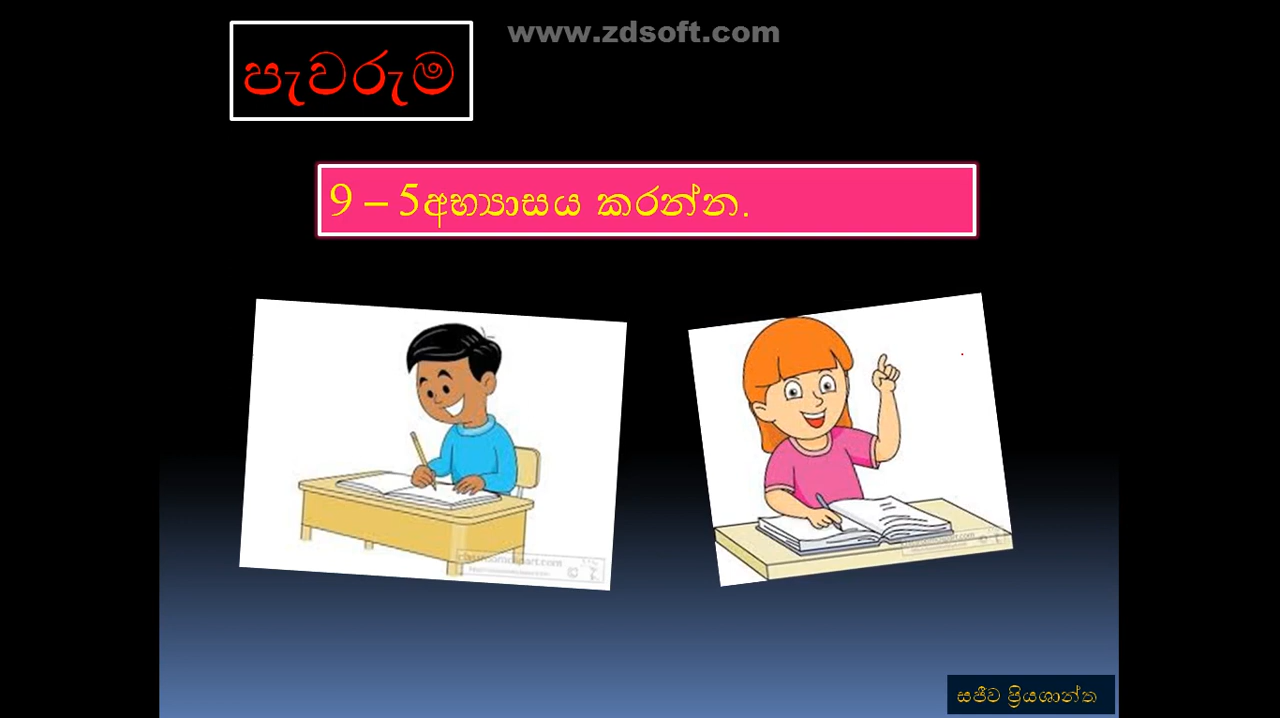 www.zdsoft.com
පැවරුම
9 – 5අභ්‍යාසය කරන්න.
සජීව ප්‍රියශාන්ත